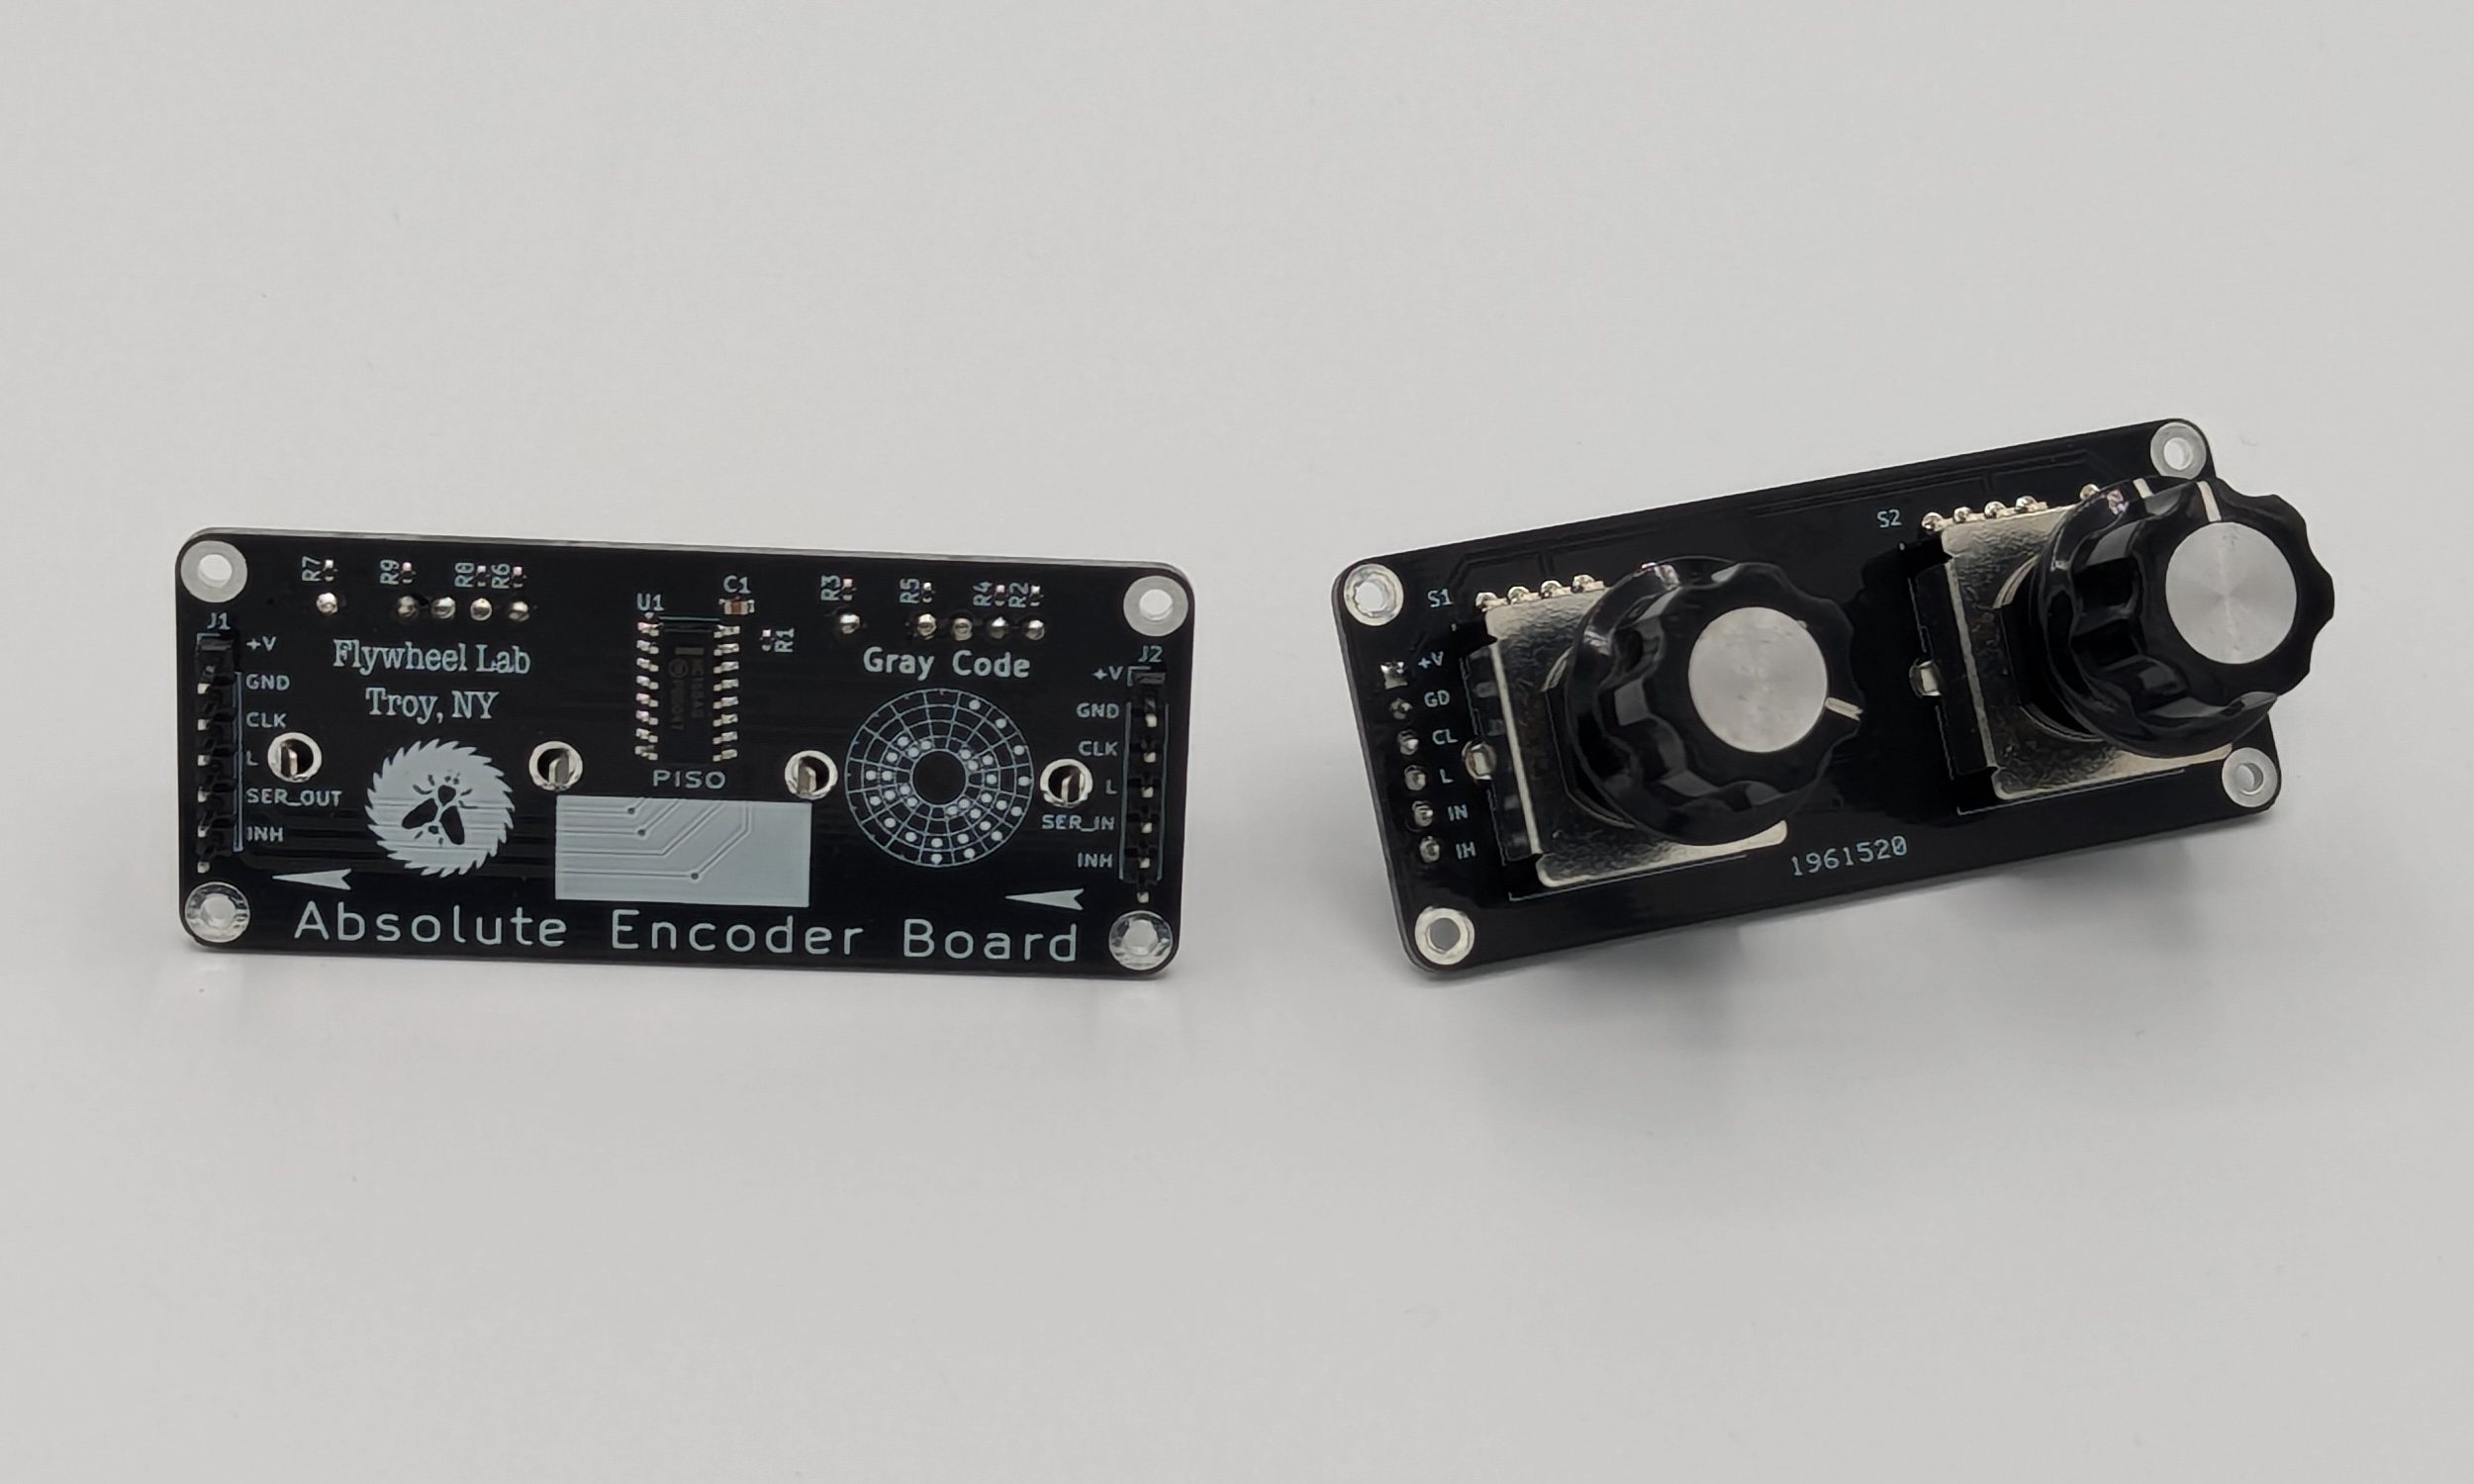 R7
R9
R8
R6
U1
C1
R1
R3
R5
R4
R2
J1
+V
GND
CLK
L
SER_OUT
INH
Flywheel Lab
Troy, NY
PISO
Gray Code
J2
+V
GND
CLK
L
SER_IN
INH
Absolute Encoder Board
S1
S2
+V
GD
CL
L
IN
IH
1961520